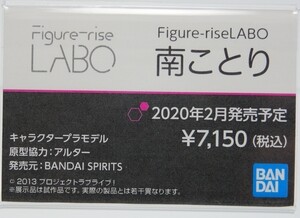 Figure-rise
LABO
Figure-riseLABO
南ことり
2020年2月発売予定
¥7,150(税込)
キャラクタープラモデル
原型協力:アルター
発売元:BANDAI SPIRITS
© 2013 プロジェクトラブライブ!
※展示品は試作品です。実際の製品とは若干異なります。
BAN
DAI